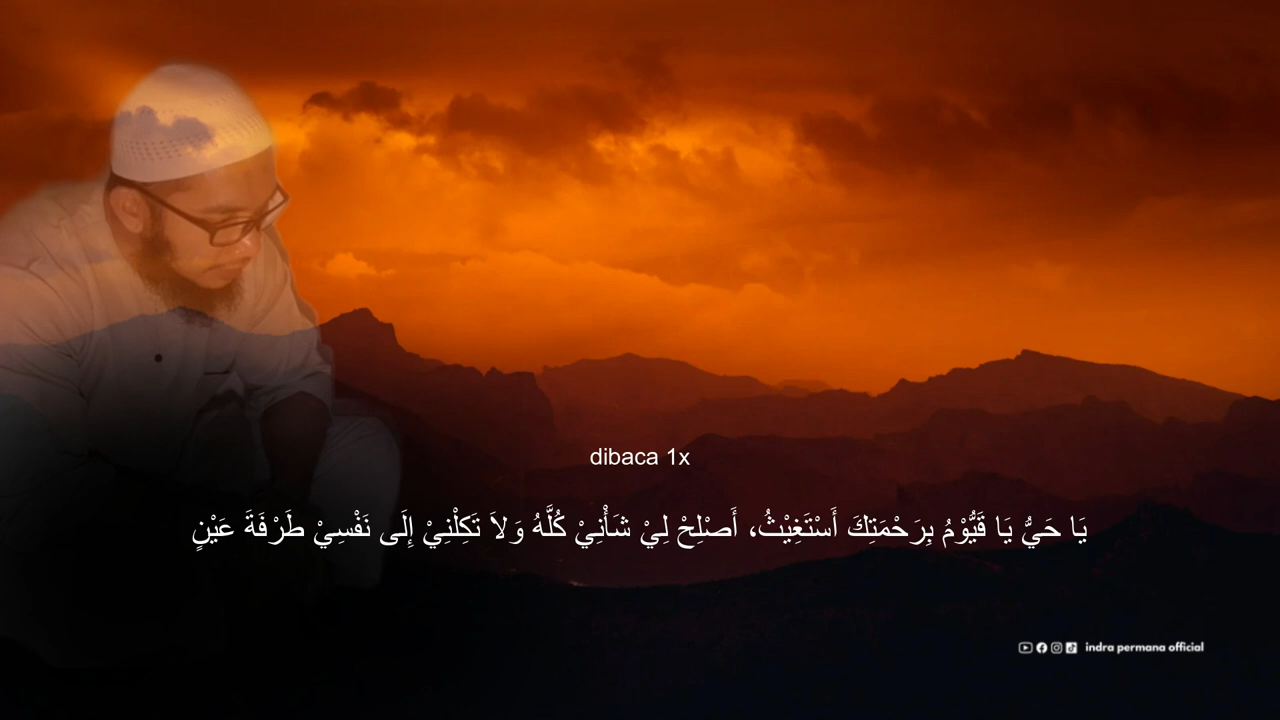 dibaca 1x
يَا حَيُّ يَا قَيُّوْمُ بِرَحْمَتِكَ أَسْتَغِيْثُ، أَصْلِحْ لِيْ شَأْنِيْ كُلَّهُ وَلاَ تَكِلْنِيْ إِلَى نَفْسِيْ طَرْفَةَ عَيْنٍ
indra permana official